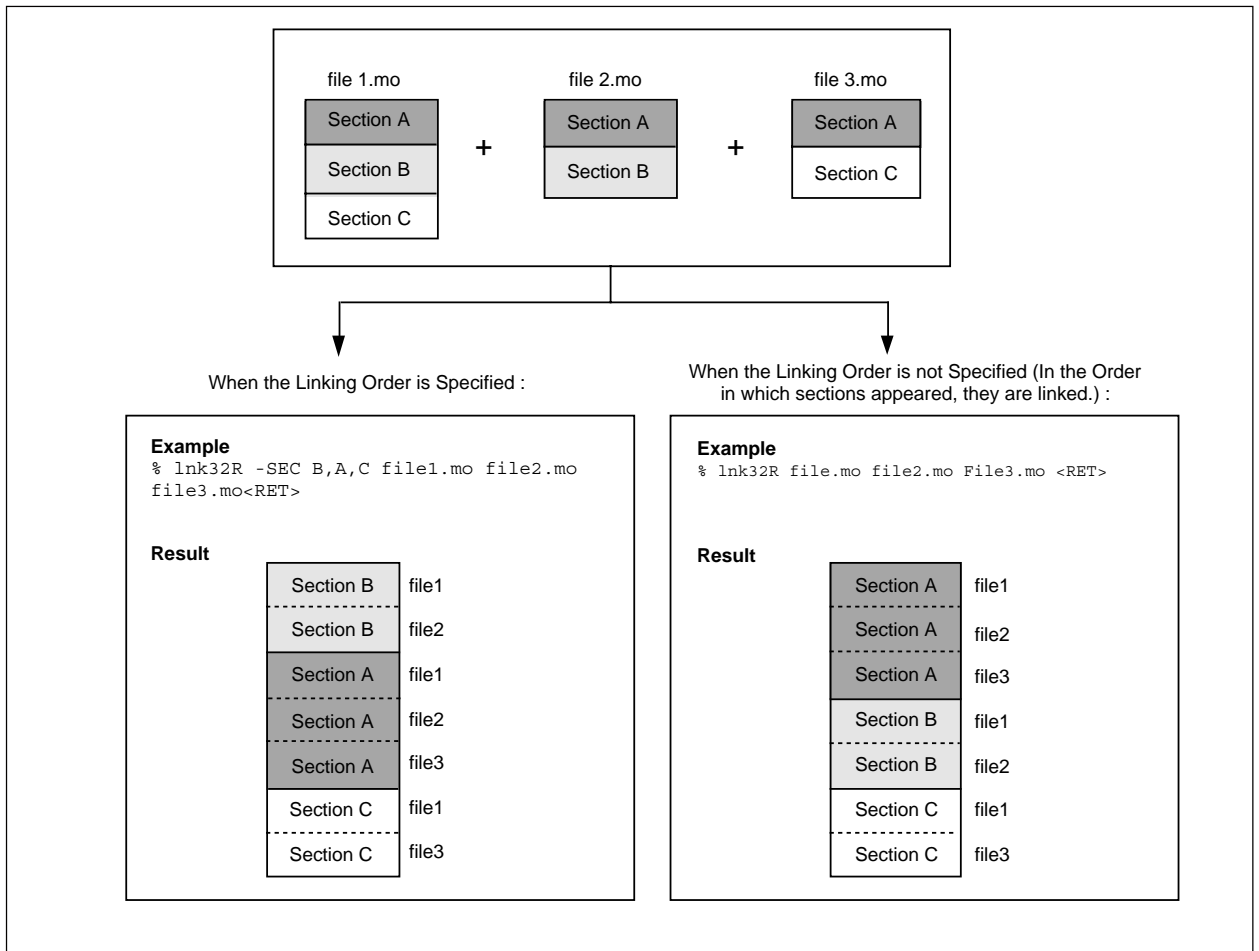 file 1.mo
Section A
Section B
Section C
+
file 2.mo
Section A
Section B
+
file 3.mo
Section A
Section C
When the Linking Order is Specified :
Example
% lnk32R -SEC B,A,C file1.mo file2.mo
file3.mo<RET>
Result
Section B file1
Section B file2
Section A file1
Section A file2
Section A file3
Section C file1
Section C file3
When the Linking Order is not Specified (In the Order
in which sections appeared, they are linked.) :
Example
% lnk32R file.mo file2.mo File3.mo <RET>
Result
Section A file1
Section A file2
Section A file3
Section B file1
Section B file2
Section C file1
Section C file3